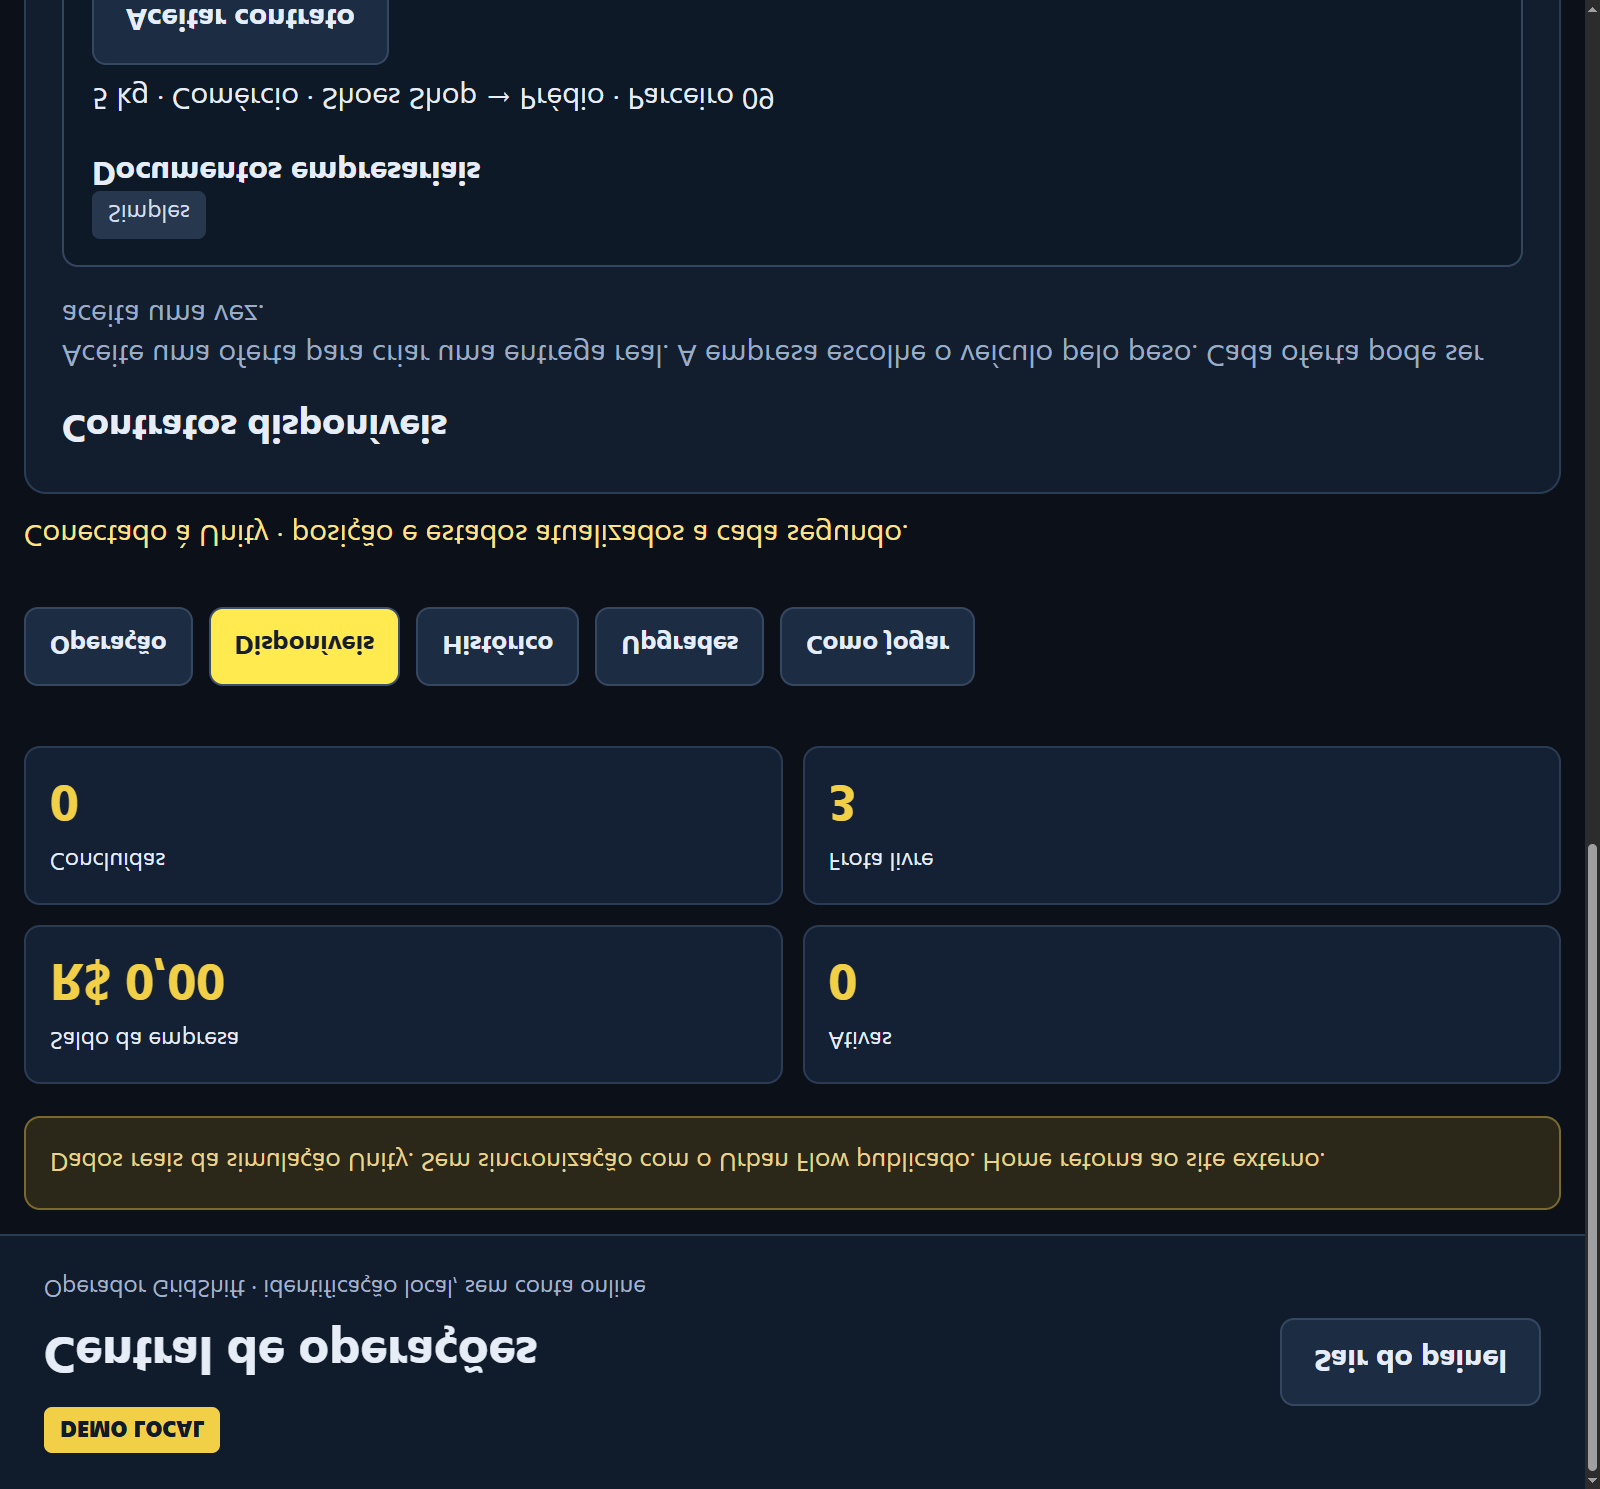 DEMO LOCAL
Central de operações
Operador GridShift · identificação local, sem conta online
Sair do painel
Dados reais da simulação Unity. Sem sincronização com o Urban Flow publicado. Home retorna ao site externo.
Saldo da empresa
R$ 0,00
Ativas
0
Concluídas
0
Frota livre
3
Operação
Disponíveis
Histórico
Upgrades
Como jogar
Conectado à Unity · posição e estados atualizados a cada segundo.
Contratos disponíveis
Aceite uma oferta para criar uma entrega real. A empresa escolhe o veículo pelo peso. Cada oferta pode ser
aceita uma vez.
Simples
Documentos empresariais
5 kg · Comércio · Shoes Shop → Prédio · Parceiro 09
Aceitar contrato